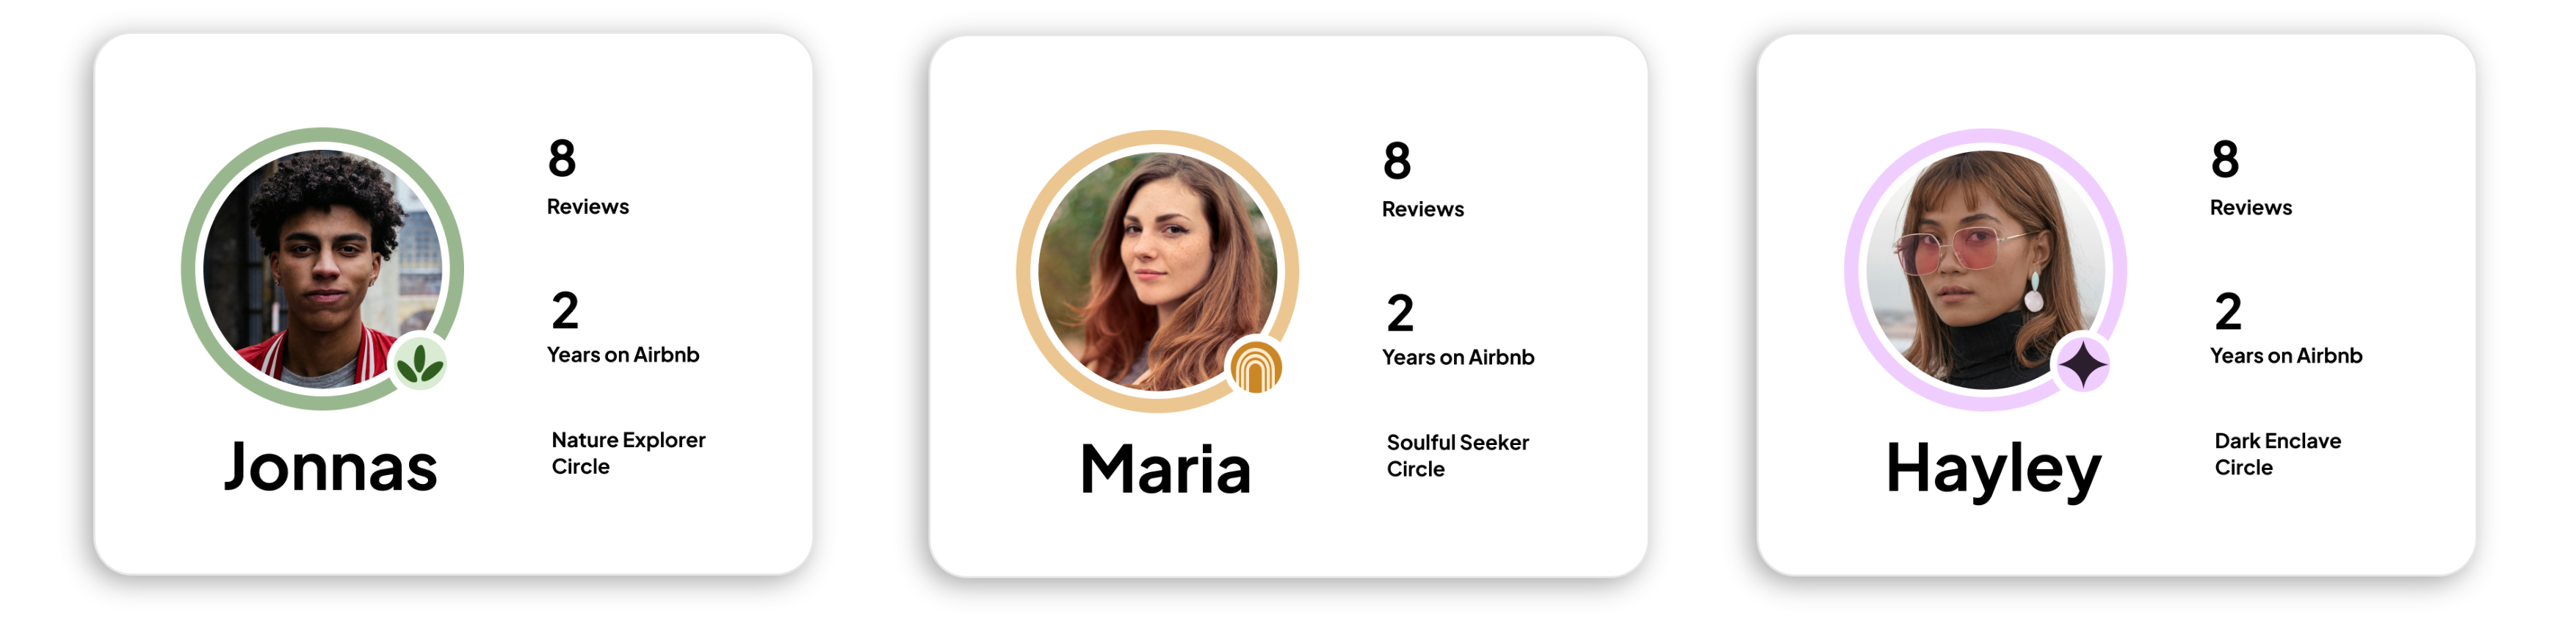 8
Reviews
2
Years on Airbnb
Nature Explorer
Circle
Jonnas
8
Reviews
2
Years on Airbnb
Soulful Seeker
Circle
Maria
8
Reviews
2
Years on Airbnb
Dark Enclave
Circle
Hayley